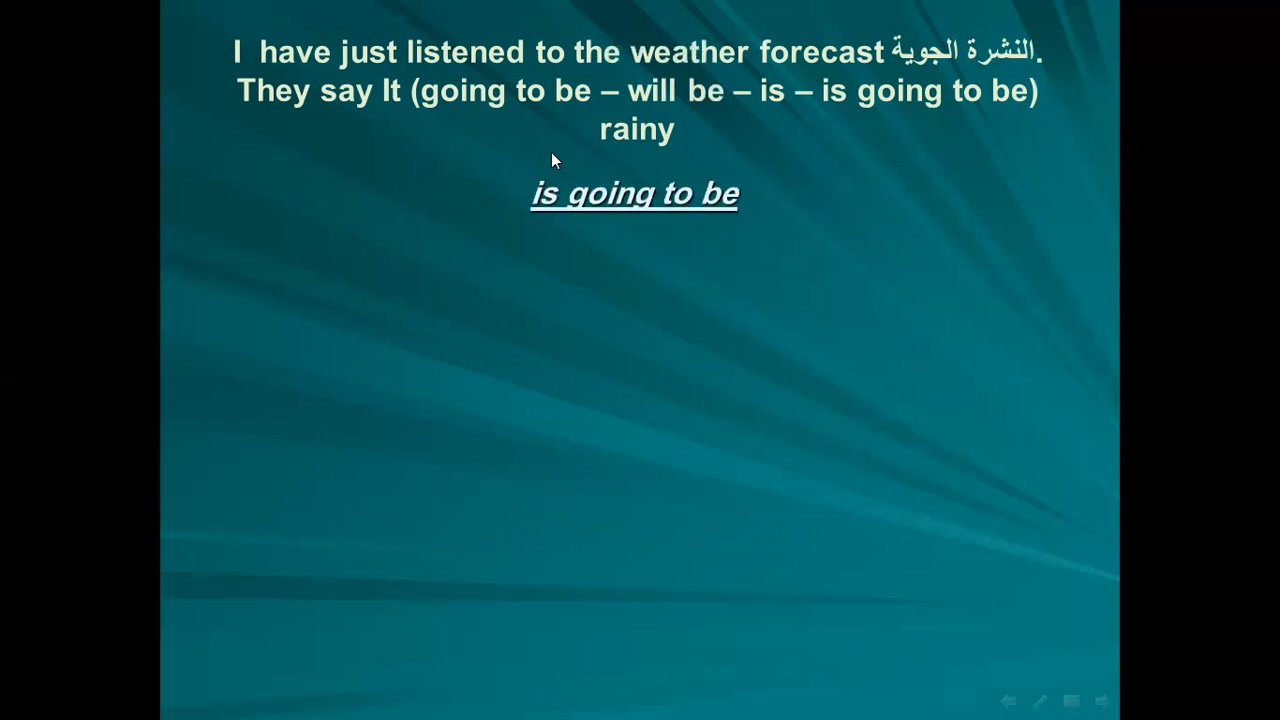 I have just listened to the weather forecast النشرة الجوية.
They say It (going to be – will be – is – is going to be)
rainy
is going to be